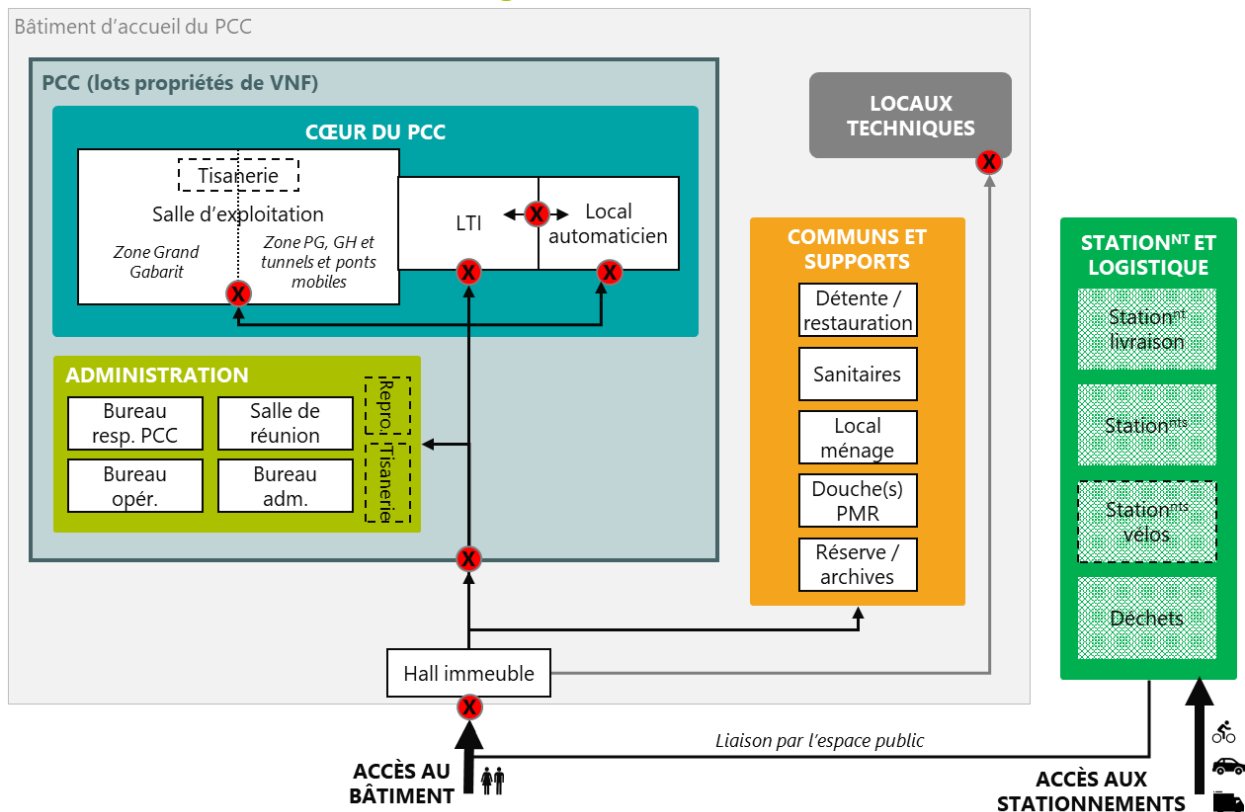 Bâtiment d’accueil du PCC
PCC (lots propriétés de VNF)
CŒUR DU PCC
Tisanerie
Salle d’exploitation
Zone Grand
Gabarit
Zone PG, GH et
tunnels et ponts
mobiles
X
LTI
X
X
Local
automaticien
X
ADMINISTRATION
Bureau
resp. PCC
Salle de
réunion
Bureau
opér.
Bureau
adm.
Repro.
Tisanerie
X
LOCAUX
TECHNIQUES
X
COMMUNS ET
SUPPORTS
Détente /
restauration
Sanitaires
Local
ménage
Douche(s)
PMR
Réserve /
archives
STATIONᴺᵀ ET
LOGISTIQUE
Stationⁿᵗ
livraison
Stationⁿᵗˢ
Stationⁿᵗˢ
vélos
Déchets
Hall immeuble
X
Liaison par l’espace public
ACCÈS AU
BÂTIMENT
ACCÈS AUX
STATIONNEMENTS